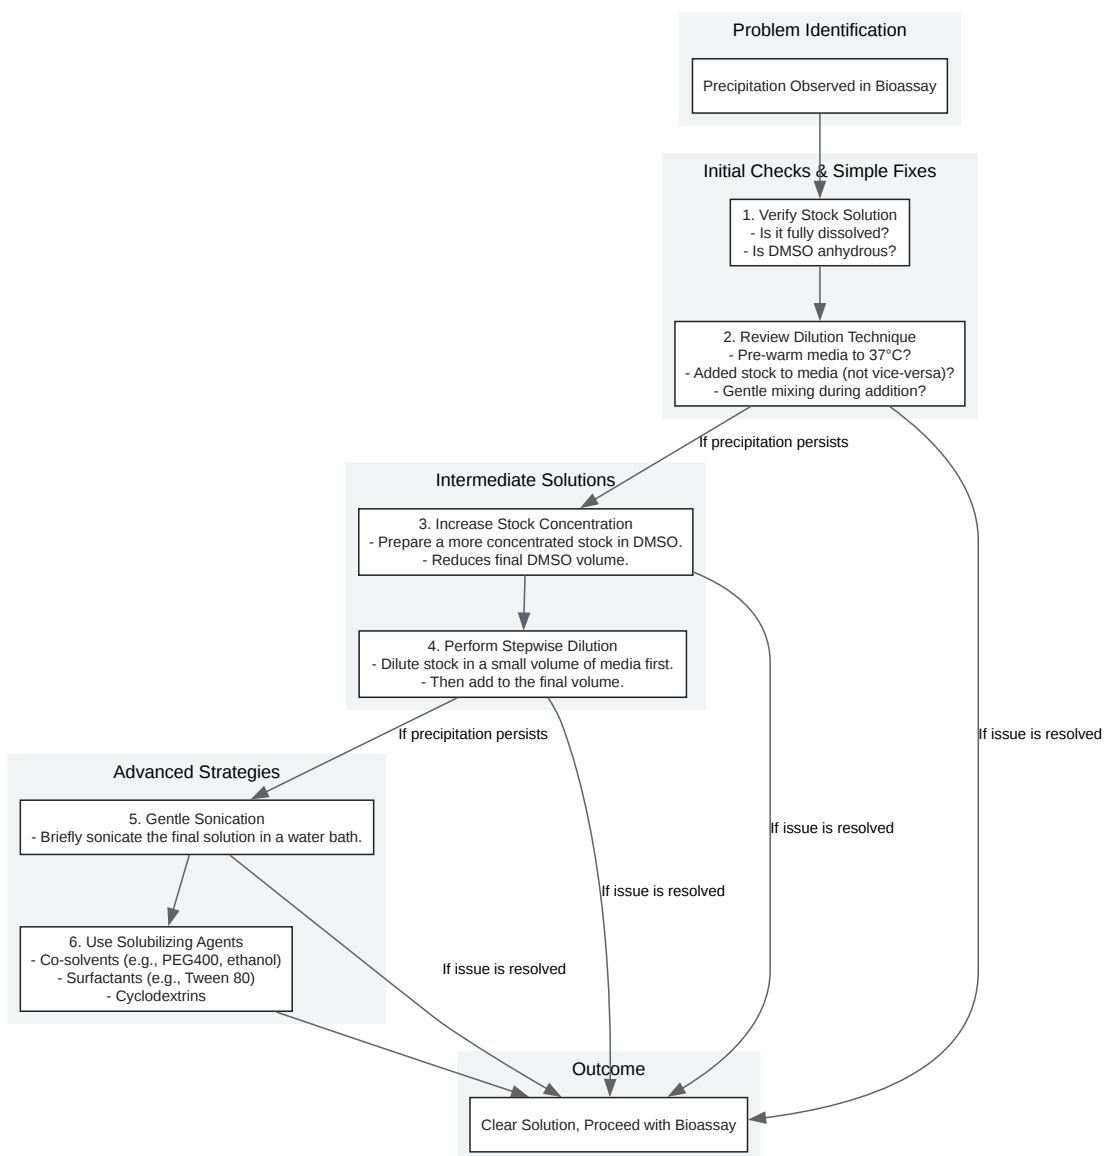 Problem Identification
Precipitation Observed in Bioassay
Initial Checks & Simple Fixes
1. Verify Stock Solution
- Is it fully dissolved?
- Is DMSO anhydrous?
2. Review Dilution Technique
- Pre-warm media to 37°C?
- Added stock to media (not vice-versa)?
- Gentle mixing during addition?
If precipitation persists
Intermediate Solutions
3. Increase Stock Concentration
- Prepare a more concentrated stock in DMSO.
- Reduces final DMSO volume.
4. Perform Stepwise Dilution
- Dilute stock in a small volume of media first.
- Then add to the final volume.
If precipitation persists
If issue is resolved
Advanced Strategies
5. Gentle Sonication
- Briefly sonicate the final solution in a water bath.
If issue is resolved
If issue is resolved
6. Use Solubilizing Agents
- Co-solvents (e.g., PEG400, ethanol)
- Surfactants (e.g., Tween 80)
- Cyclodextrins
If issue is resolved
Outcome
Clear Solution, Proceed with Bioassay